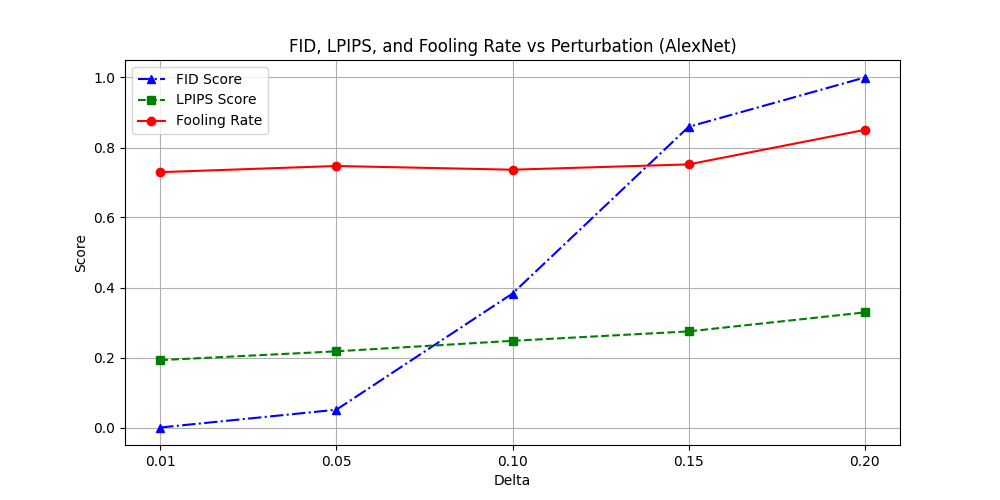 FID, LPIPS, and Fooling Rate vs Perturbation (AlexNet)
FID Score
LPIPS Score
Fooling Rate
1.0
0.8
0.6
0.4
0.2
0.0
Score
0.01 0.05 0.10 0.15 0.20
Delta